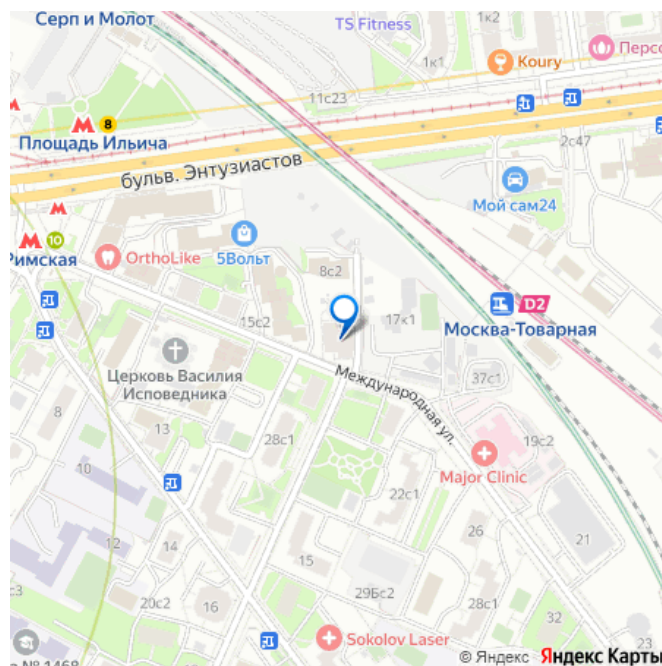 Серп и Молот
TS Fitness
1к2
1к1
Koury
Персо
11с23
8
Площадь Ильича
бульв. Энтузиастов
2с47
Мой сам24
10
Римская
OrthoLike
5Вольт
8с2
D2
Москва-Товарная
15с2
17к1
Церковь Василия
Исповедника
Международная ул.
37с1
8
13
28с1
19с2
Major Clinic
10
22с1
12
14
26
21
15
29Бс2
20с2
16
28с1
32
с3
23
Sokolov Laser
№ 1468
© Яндекс Яндекс Карты